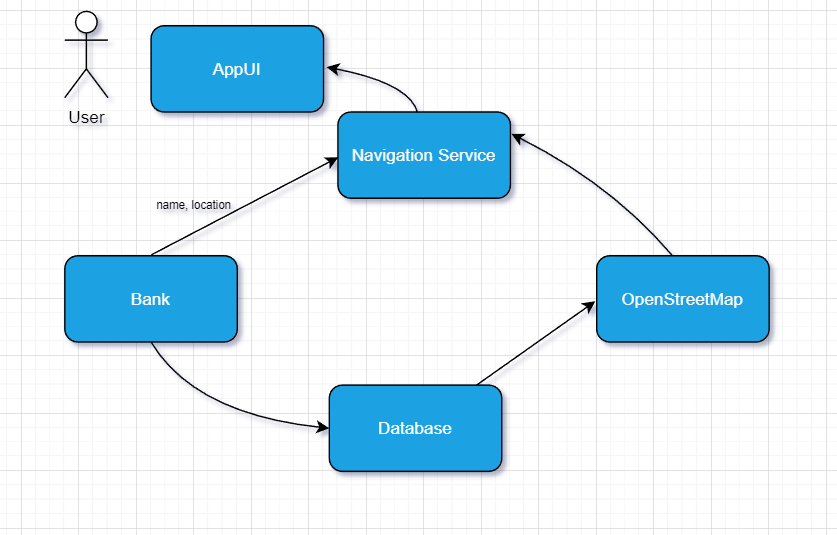 AppUI
User
Navigation Service
name, location
Bank
OpenStreetMap
Database